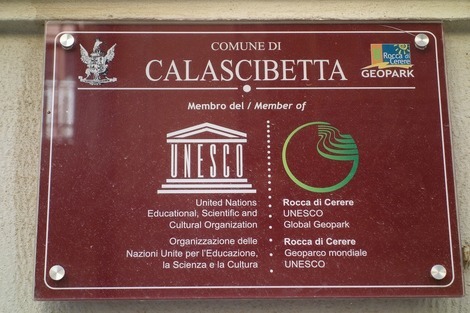 COMUNE DI
CALASCIBETTA
Rocca di
Cerere
GEOPARK
Membro del / Member of
UNESCO
United Nations
Educational, Scientific and
Cultural Organization
Organizzazione delle
Nazioni Unite per l'Educazione,
la Scienza e la Cultura
Rocca di Cerere
UNESCO
Global Geopark
Rocca di Cerere
Geoparco mondiale
UNESCO